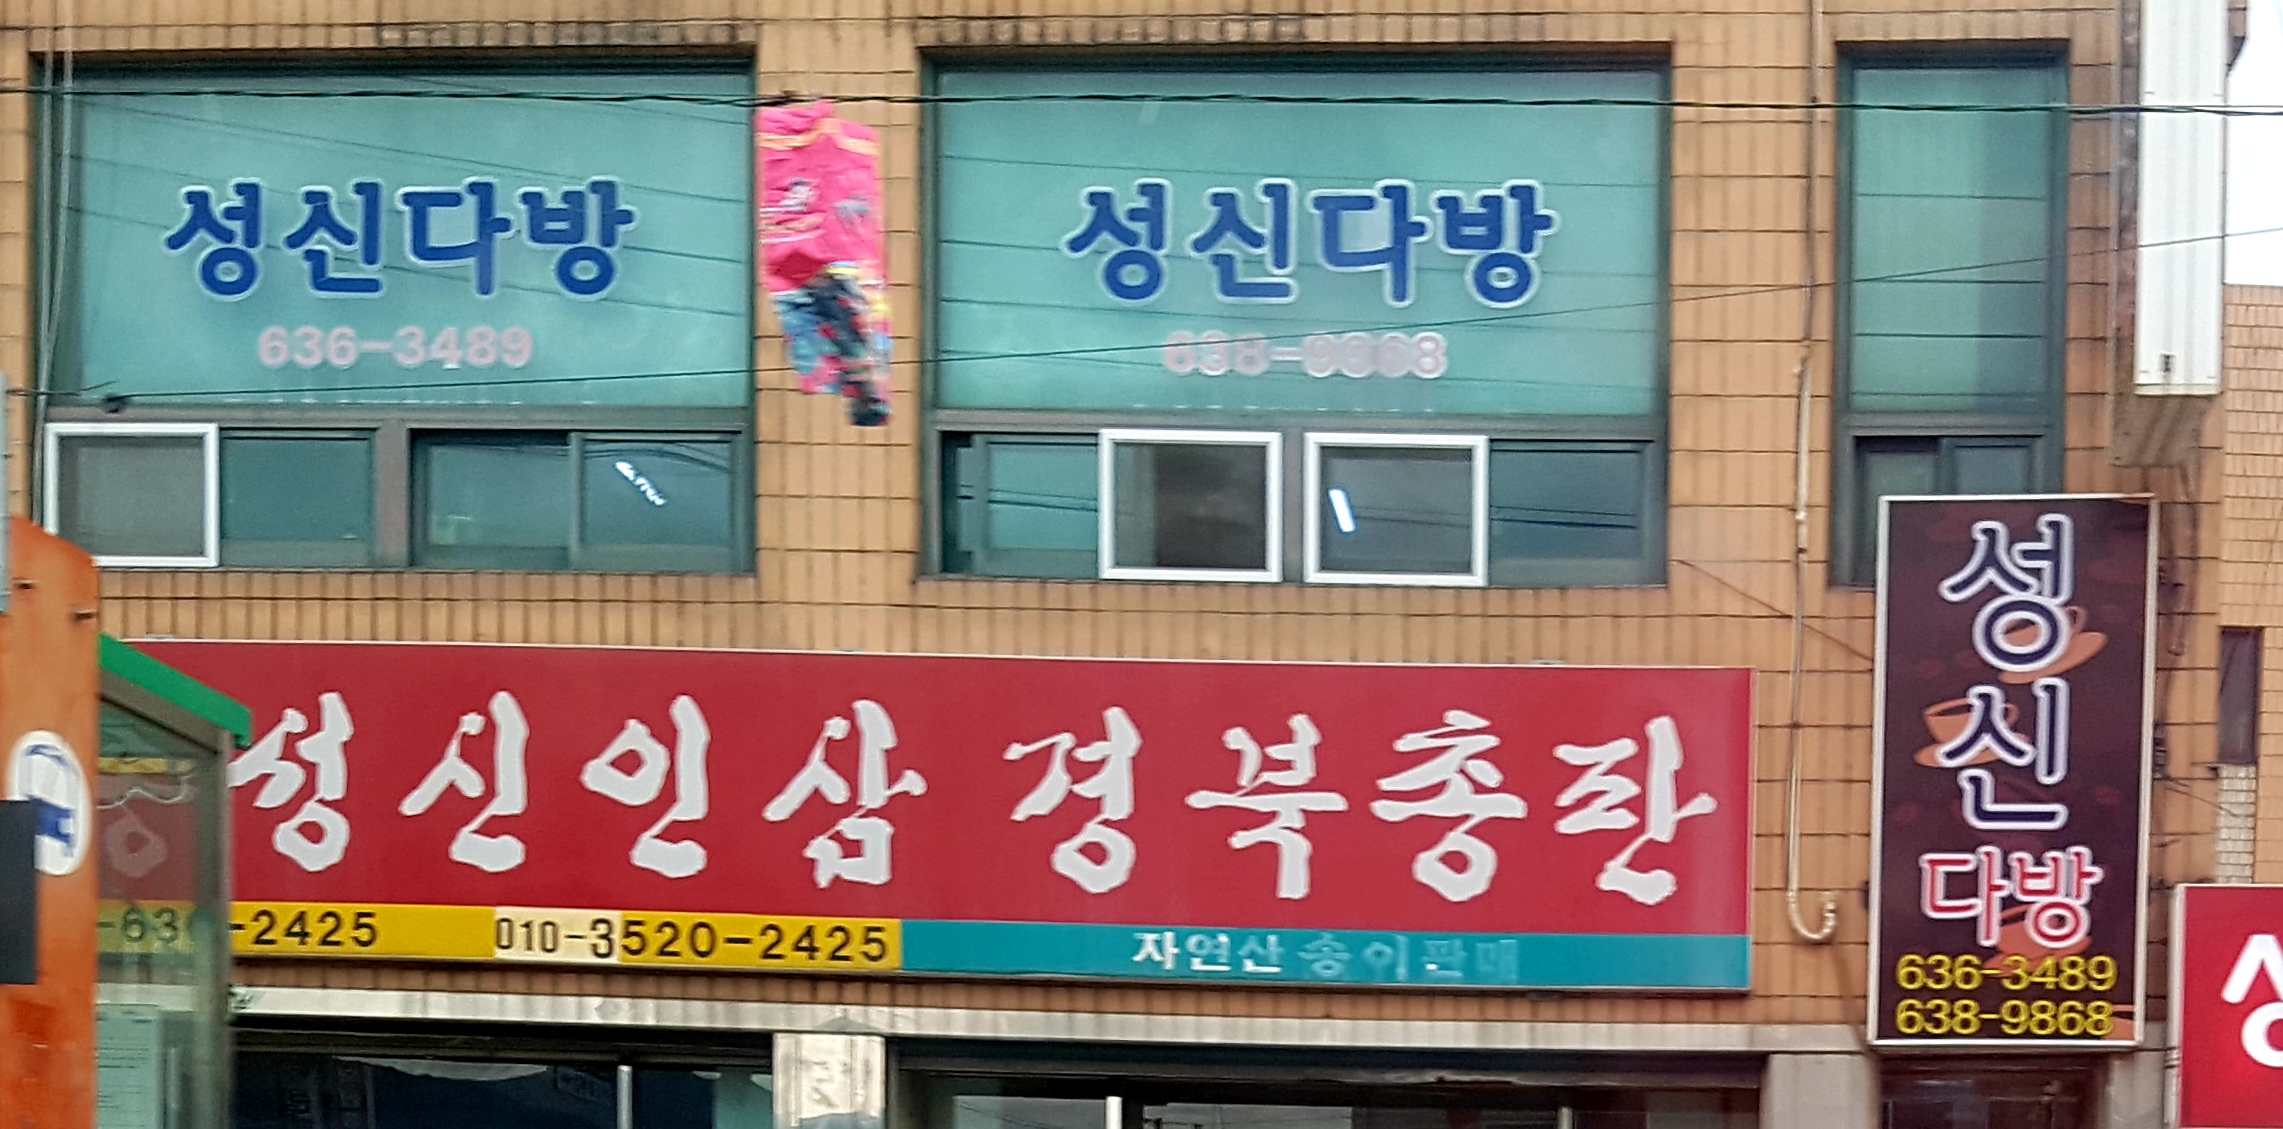 성신다방
636-3489
성신다방
638-9868
성신인삼 경북총판
-2425
010-3520-2425
자연산 송이판매
성신
다방
636-3489
638-9868